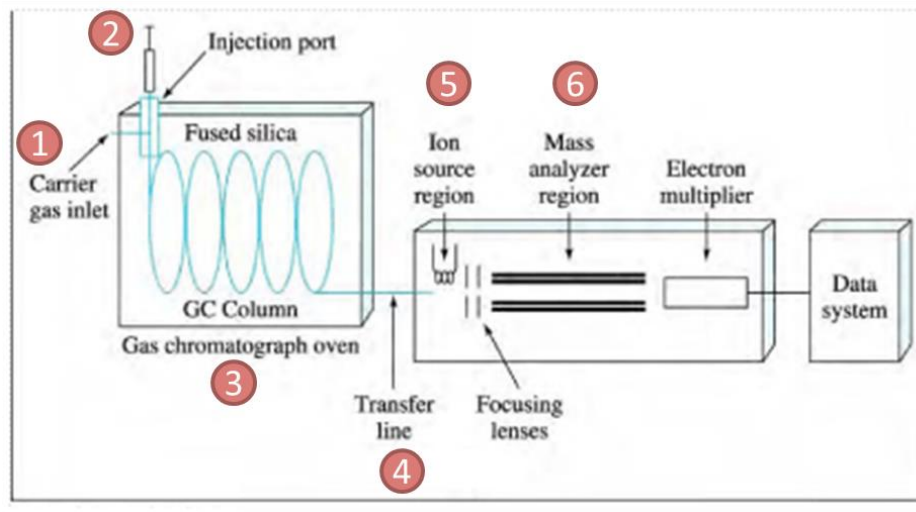 2
Injection port
5
6
1
Fused silica
Carrier
gas inlet
Ion
source
region
Mass
analyzer
region
Electron
multiplier
GC Column
Data
system
Gas chromatograph oven
3
Transfer
line
Focusing
lenses
4